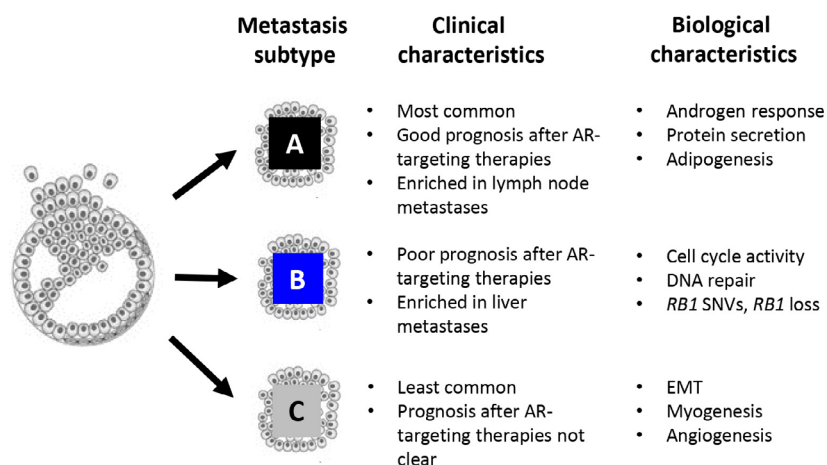 Metastasis subtype
Clinical characteristics
Biological characteristics
A
• Most common
• Good prognosis after AR-
targeting therapies
• Enriched in lymph node
metastases
• Androgen response
• Protein secretion
• Adipogenesis
B
• Poor prognosis after AR-
targeting therapies
• Enriched in liver
metastases
• Cell cycle activity
• DNA repair
• RB1 SNVs, RB1 loss
C
• Least common
• Prognosis after AR-
targeting therapies not
clear
• EMT
• Myogenesis
• Angiogenesis